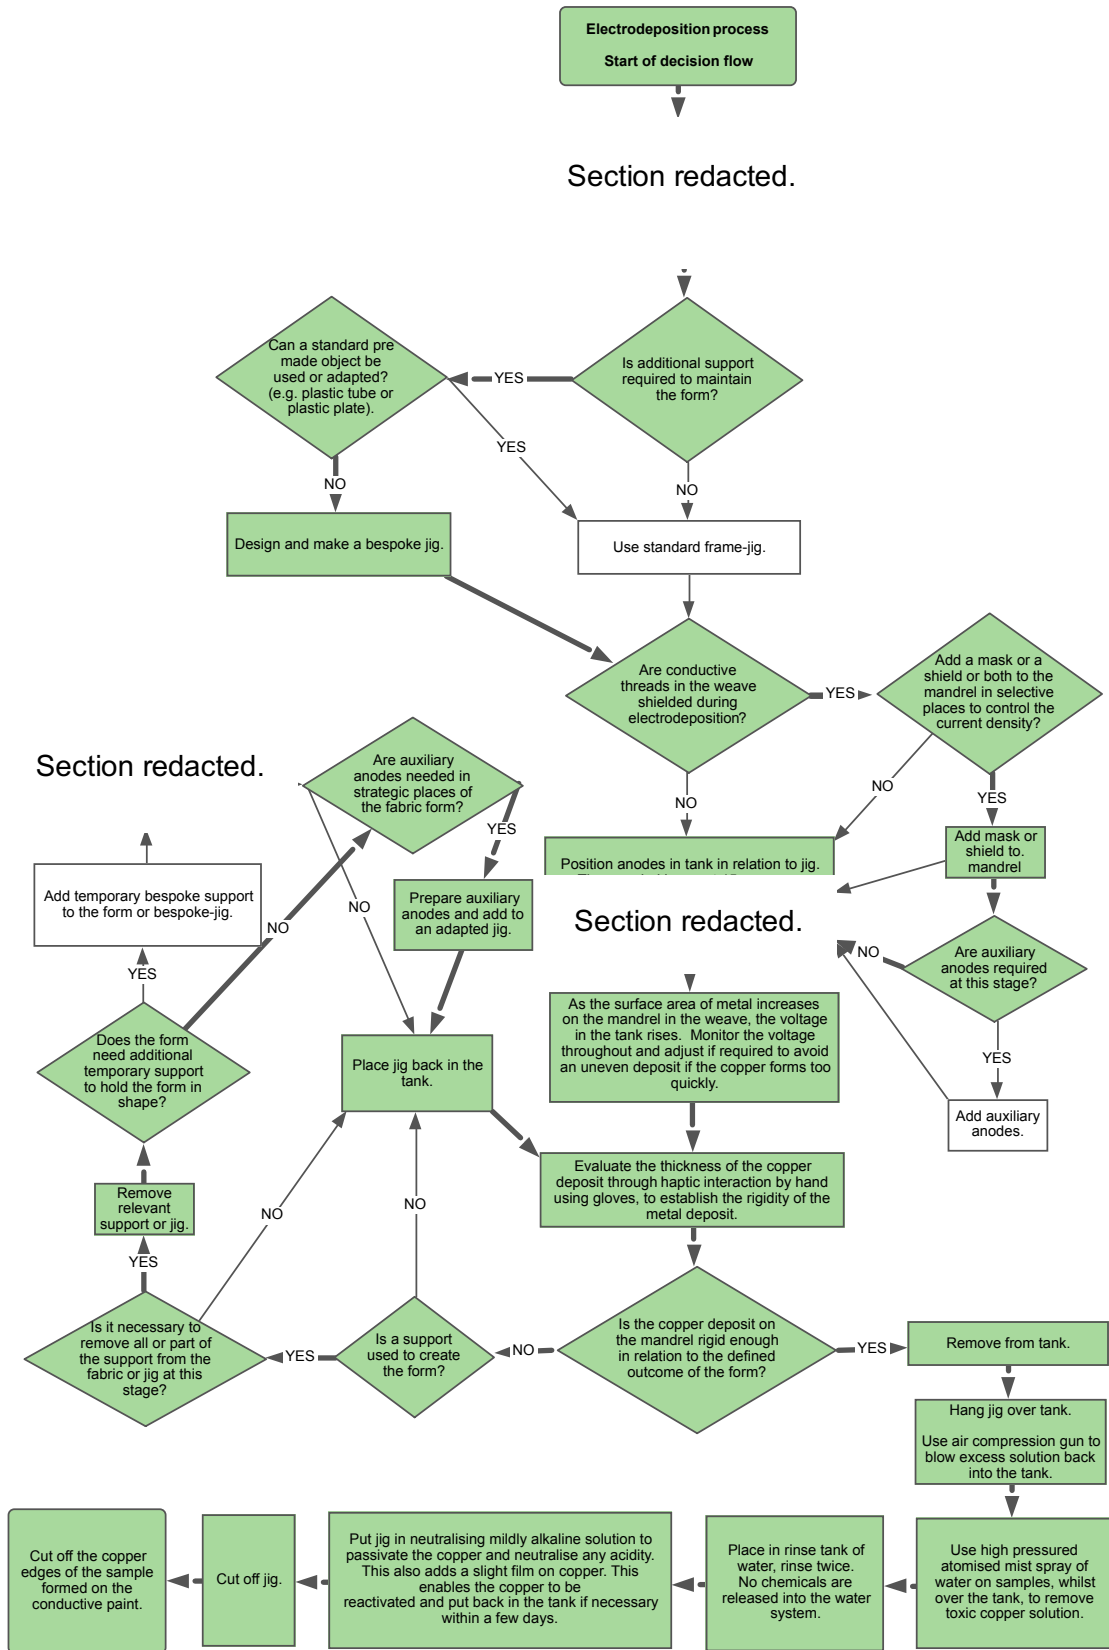 Electrodeposition process
Start of decision flow
Section redacted.
Can a standard pre
made object be
used or adapted?
(e.g. plastic tube or
plastic plate).
YES
Is additional support
required to maintain
the form?
YES
NO
NO
Design and make a bespoke jig.
Use standard frame-jig.
Are conductive
threads in the weave
shielded during
electrodeposition?
YES
Add a mask or a
shield or both to the
mandrel in selective
places to control the
current density?
NO
NO
YES
Section redacted.
Are auxiliary
anodes needed in
strategic places of
the fabric form?
YES
NO
Position anodes in tank in relation to jig.
Add mask or
shield to.
mandrel
Add temporary bespoke support
to the form or bespoke-jig.
NO
Prepare auxiliary
anodes and add to
an adapted jig.
Section redacted.
NO
Are auxiliary
anodes required
at this stage?
YES
Add auxiliary
anodes.
YES
Does the form
need additional
temporary support
to hold the form in
shape?
Place jig back in the
tank.
As the surface area of metal increases
on the mandrel in the weave, the voltage
in the tank rises.  Monitor the voltage
throughout and adjust if required to avoid
an uneven deposit if the copper forms too
quickly.
Evaluate the thickness of the copper
deposit through haptic interaction by hand
using gloves, to establish the rigidity of the
metal deposit.
Remove
relevant
support or jig.
NO
NO
YES
Is it necessary to
remove all or part of
the support from the
fabric or jig at this
stage?
YES
Is a support
used to create
the form?
NO
Is the copper deposit on
the mandrel rigid enough
in relation to the defined
outcome of the form?
YES
Remove from tank.
Hang jig over tank.
Use air compression gun to
blow excess solution back
into the tank.
Cut off the copper
edges of the sample
formed on the
conductive paint.
Cut off jig.
Put jig in neutralising mildly alkaline solution to
passivate the copper and neutralise any acidity.
This also adds a slight film on copper. This
enables the copper to be
reactivated and put back in the tank if necessary
within a few days.
Place in rinse tank of
water, rinse twice.
No chemicals are
released into the water
system.
Use high pressured
atomised mist spray of
water on samples, whilst
over the tank, to remove
toxic copper solution.